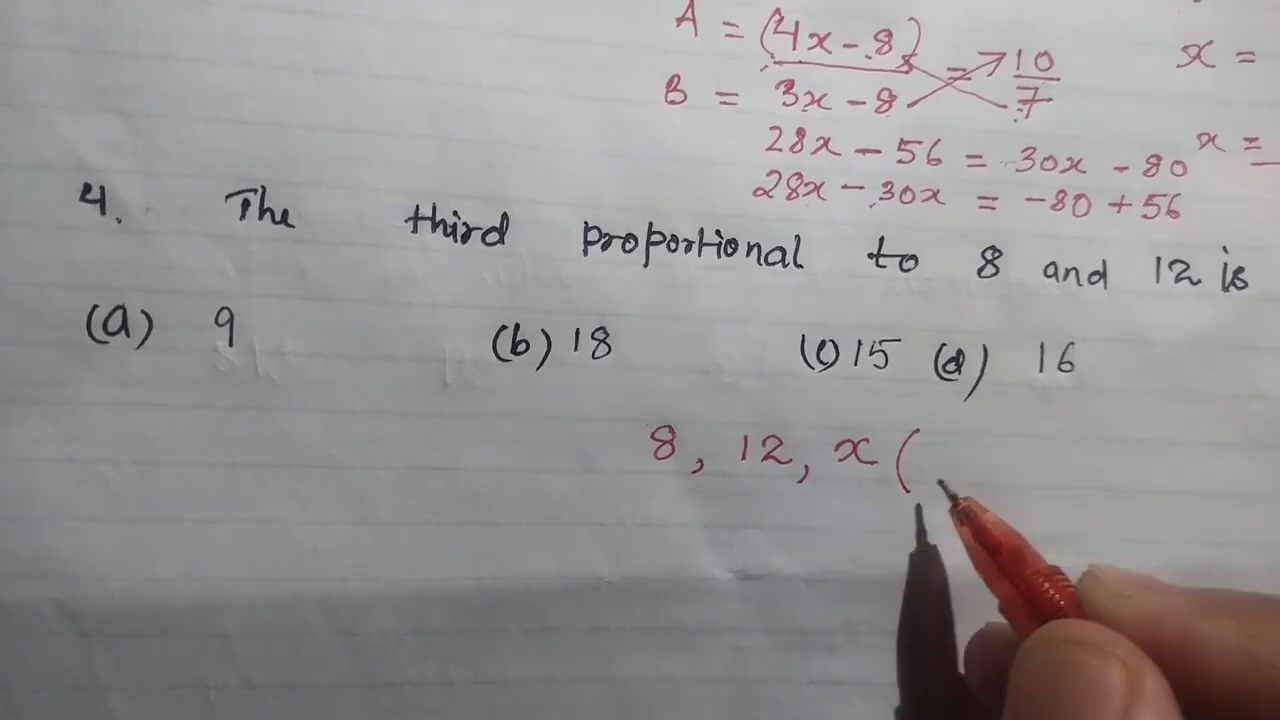 A = (4x - 8) = 10 x =
B = 3x - 8 7
28x - 56 = 30x - 80 x =
28x - 30x = -80 + 56
4. The third proportional to 8 and 12 is
(a) 9 (b) 18 (c) 15 (d) 16
8, 12, x (